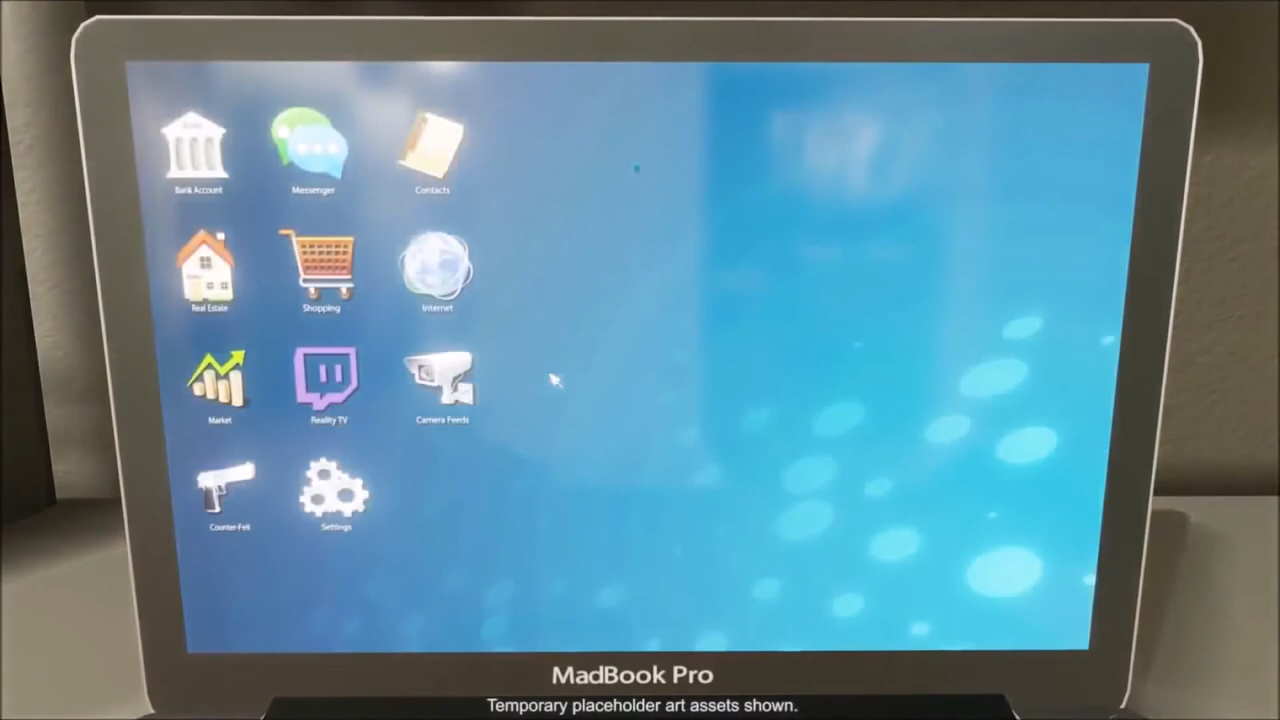 Bank Account
Messenger
Contacts
Real Estate
Shopping
Internet
Market
Reality TV
Camera Feeds
Counter-Felt
Settings
MadBook Pro
Temporary placeholder art assets shown.